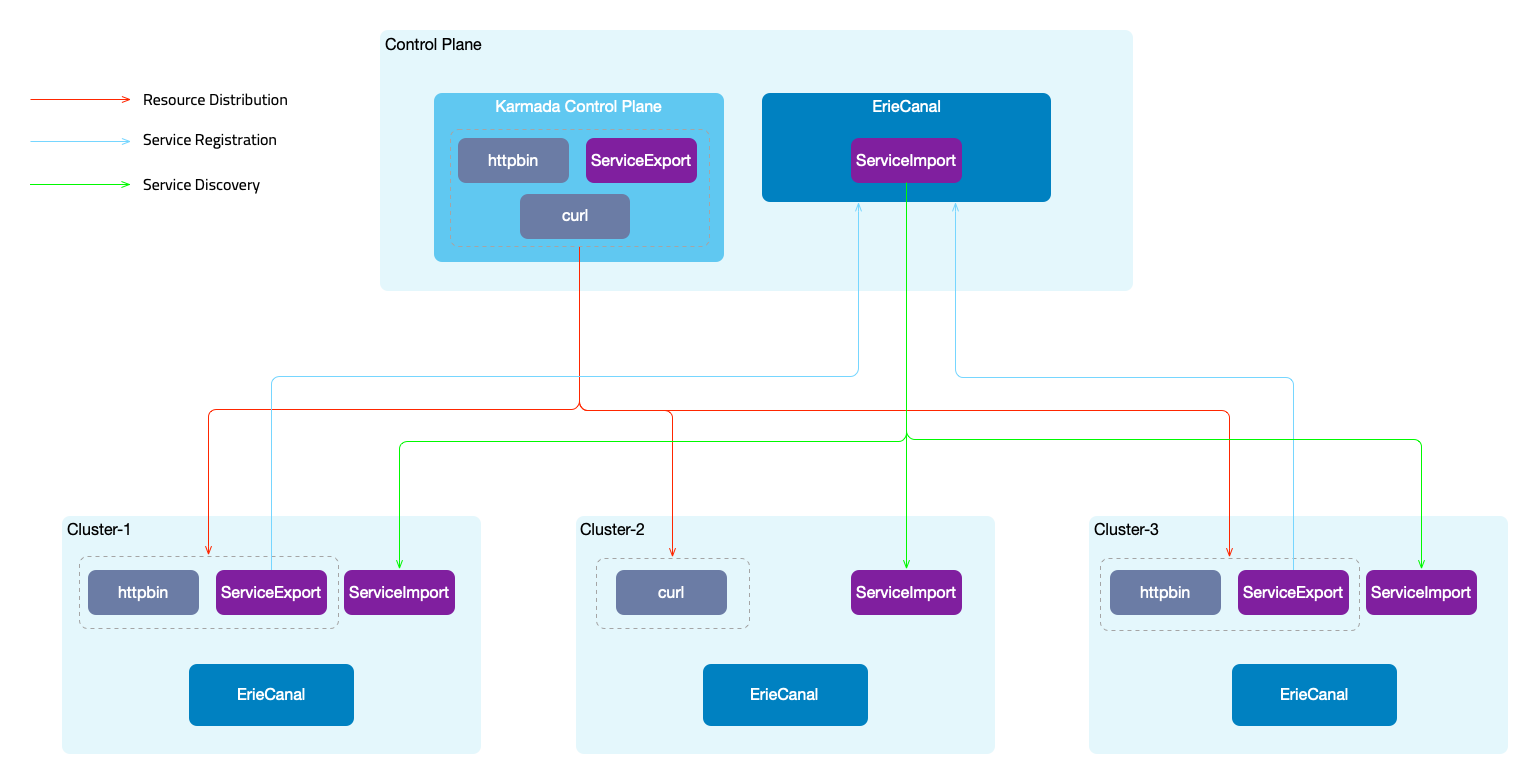 Control Plane
Resource Distribution
Service Registration
Service Discovery
Karmada Control Plane
httpbin
ServiceExport
curl
ErieCanal
ServiceImport
Cluster-1
httpbin
ServiceExport
ServiceImport
ErieCanal
Cluster-2
curl
ServiceImport
ErieCanal
Cluster-3
httpbin
ServiceExport
ServiceImport
ErieCanal